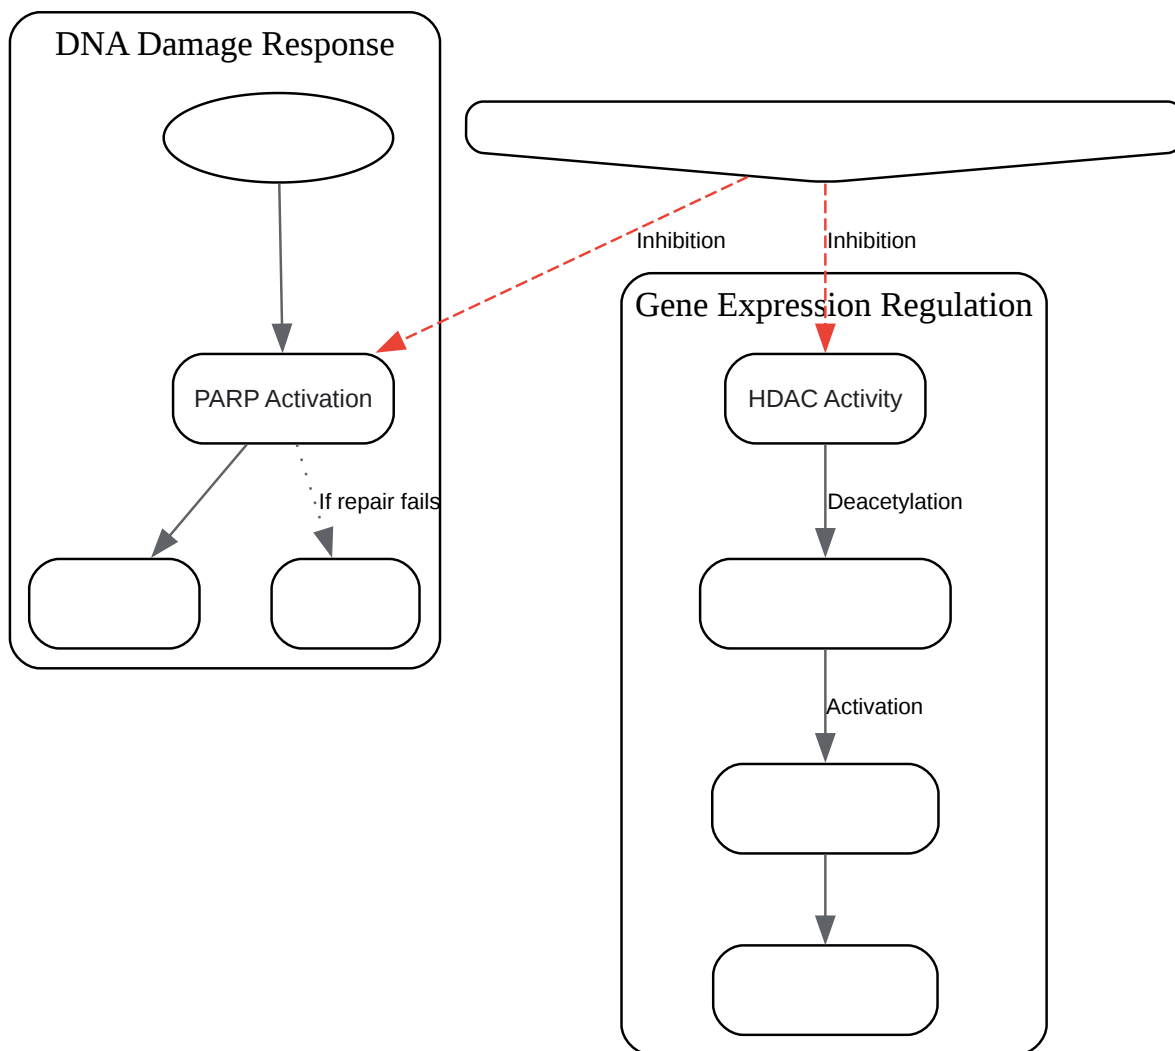 DNA Damage Response
Inhibition
Inhibition
Gene Expression Regulation
PARP Activation
HDAC Activity
If repair fails
Deacetylation
Activation